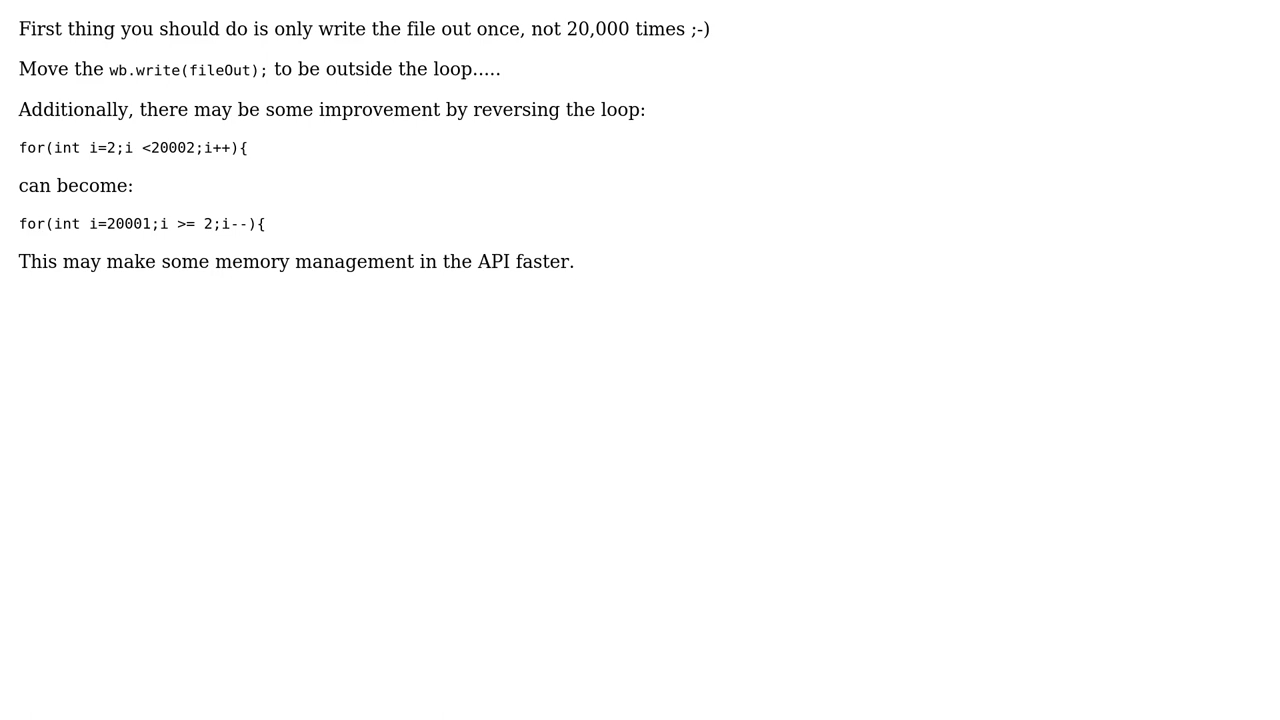 First thing you should do is only write the file out once, not 20,000 times ;-)
Move the wb.write(fileOut); to be outside the loop.....
Additionally, there may be some improvement by reversing the loop:
for(int i=2;i <20002;i++){
can become:
for(int i=20001;i >= 2;i--){
This may make some memory management in the API faster.